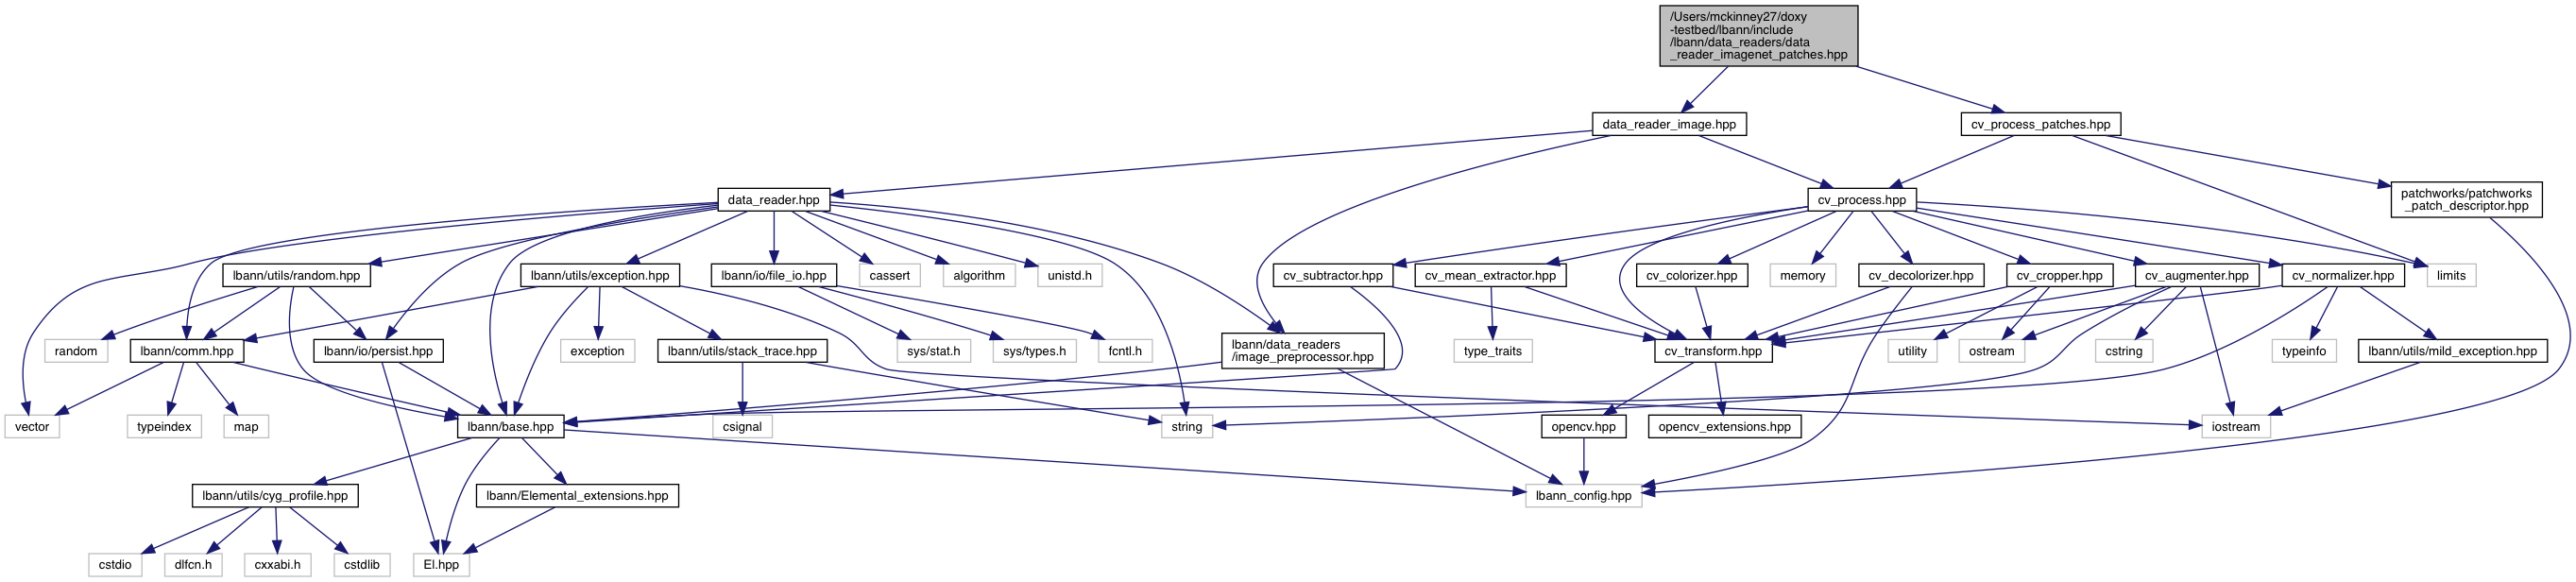 /Users/mckinney27/doxy
-testbed/lbann/include
/lbann/data_readers/data
_reader_imagenet_patches.hpp
data_reader_image.hpp
cv_process_patches.hpp
data_reader.hpp
cv_process.hpp
patchworks/patchworks
_patch_descriptor.hpp
lbann/utils/random.hpp
lbann/utils/exception.hpp
lbann/io/file_io.hpp
cassert
algorithm
unistd.h
cv_subtractor.hpp
cv_mean_extractor.hpp
cv_colorizer.hpp
memory
cv_decolorizer.hpp
cv_cropper.hpp
cv_augmenter.hpp
cv_normalizer.hpp
limits
random
lbann/comm.hpp
lbann/io/persist.hpp
exception
lbann/utils/stack_trace.hpp
sys/stat.h
sys/types.h
fcntl.h
lbann/data_readers
/image_preprocessor.hpp
type_traits
cv_transform.hpp
utility
ostream
cstring
typeinfo
lbann/utils/mild_exception.hpp
vector
typeindex
map
lbann/base.hpp
csignal
string
opencv.hpp
opencv_extensions.hpp
iostream
lbann/utils/cyg_profile.hpp
lbann/Elemental_extensions.hpp
lbann_config.hpp
cstdio
dlfcn.h
cxxabi.h
cstdlib
El.hpp